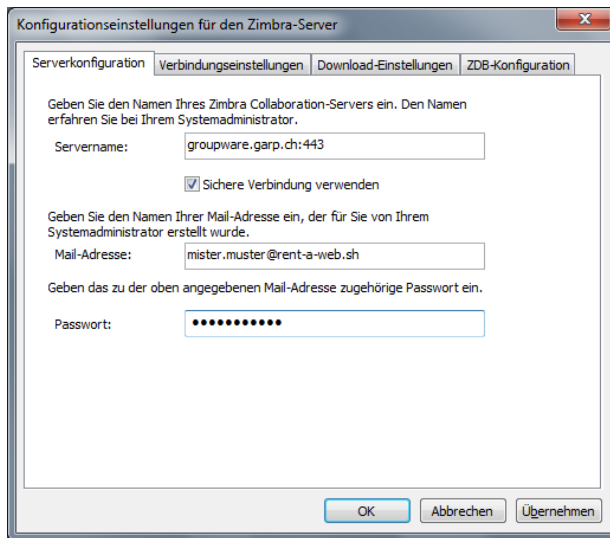 Konfigurationseinstellungen für den Zimbra-Server
Serverkonfiguration
Verbindungseinstellungen
Download-Einstellungen
ZDB-Konfiguration
Geben Sie den Namen Ihres Zimbra Collaboration-Servers ein. Den Namen
erfahren Sie bei Ihrem Systemadministrator.
Servername:
groupware.garp.ch:443
Sichere Verbindung verwenden
Geben Sie den Namen Ihrer Mail-Adresse ein, der für Sie von Ihrem
Systemadministrator erstellt wurde.
Mail-Adresse:
mister.muster@rent-a-web.sh
Geben das zu der oben angegebenen Mail-Adresse zugehörige Passwort ein.
Passwort:
●●●●●●●●●●●
OK
Abbrechen
Übernehmen